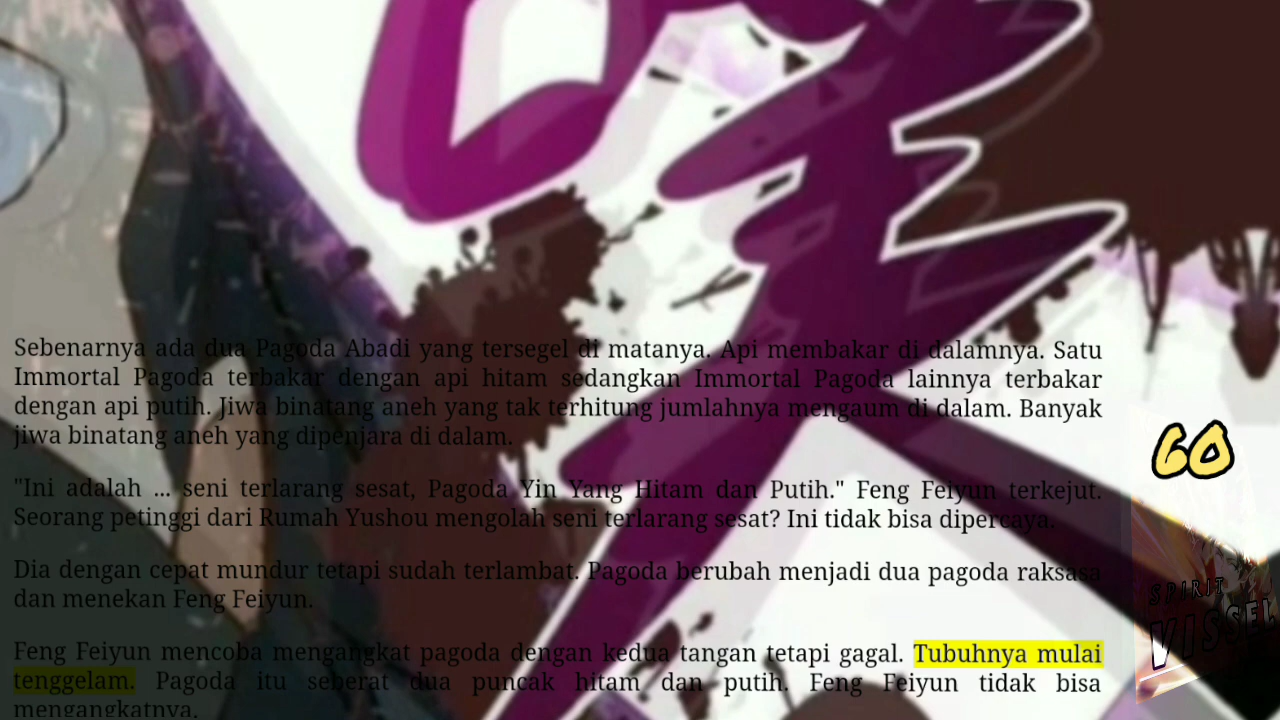 Sebenarnya ada dua Pagoda Abadi yang tersegel di matanya. Api membakar di dalamnya. Satu
Immortal Pagoda terbakar dengan api hitam sedangkan Immortal Pagoda lainnya terbakar
dengan api putih. Jiwa binatang aneh yang tak terhitung jumlahnya mengaum di dalam. Banyak
jiwa binatang aneh yang dipenjara di dalam.
"Ini adalah ... seni terlarang sesat, Pagoda Yin Yang Hitam dan Putih." Feng Feiyun terkejut.
Seorang petinggi dari Rumah Yushou mengolah seni terlarang sesat? Ini tidak bisa dipercaya.
Dia dengan cepat mundur tetapi sudah terlambat. Pagoda berubah menjadi dua pagoda raksasa
dan menekan Feng Feiyun.
Feng Feiyun mencoba mengangkat pagoda dengan kedua tangan tetapi gagal. Tubuhnya mulai
tenggelam. Pagoda itu seberat dua puncak hitam dan putih. Feng Feiyun tidak bisa
mengangkatnya.
60
SPIRIT
VISSEL